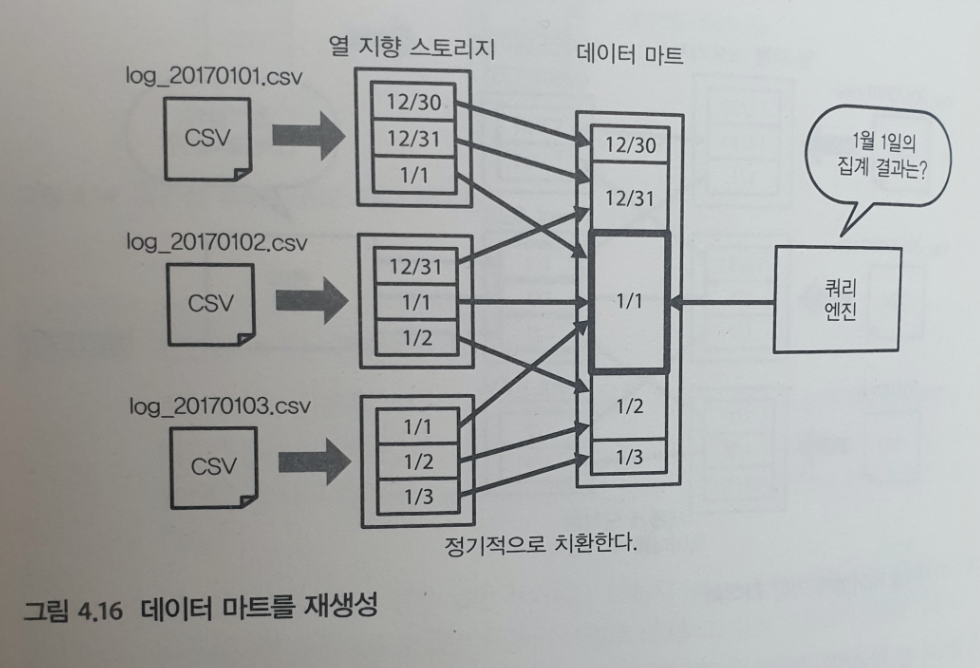 열 지향 스토리지
데이터 마트
log_20170101.csv
CSV
12/30
12/31
1/1
log_20170102.csv
CSV
12/31
1/1
1/2
log_20170103.csv
CSV
1/1
1/2
1/3
12/30
12/31
1/1
1/2
1/3
1월 1일의
집계 결과는?
쿼리
엔진
정기적으로 치환한다.
그림 4.16 데이터 마트를 재생성